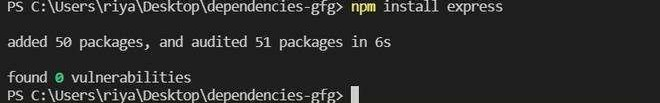 PS C:\Users\riya\Desktop\dependencies-gfg> npm install express
added 50 packages, and audited 51 packages in 6s
found 0 vulnerabilities
PS C:\Users\riya\Desktop\dependencies-gfg>